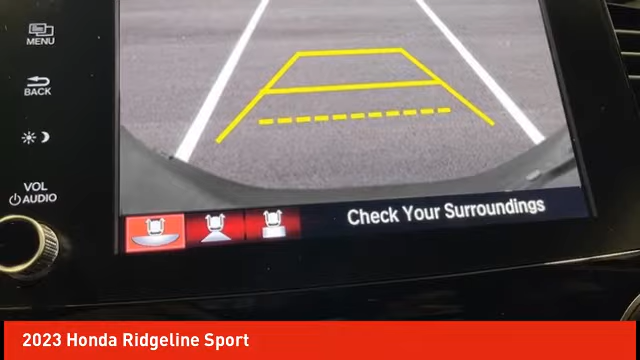 MENU
BACK
VOL
AUDIO
Check Your Surroundings
2023 Honda Ridgeline Sport